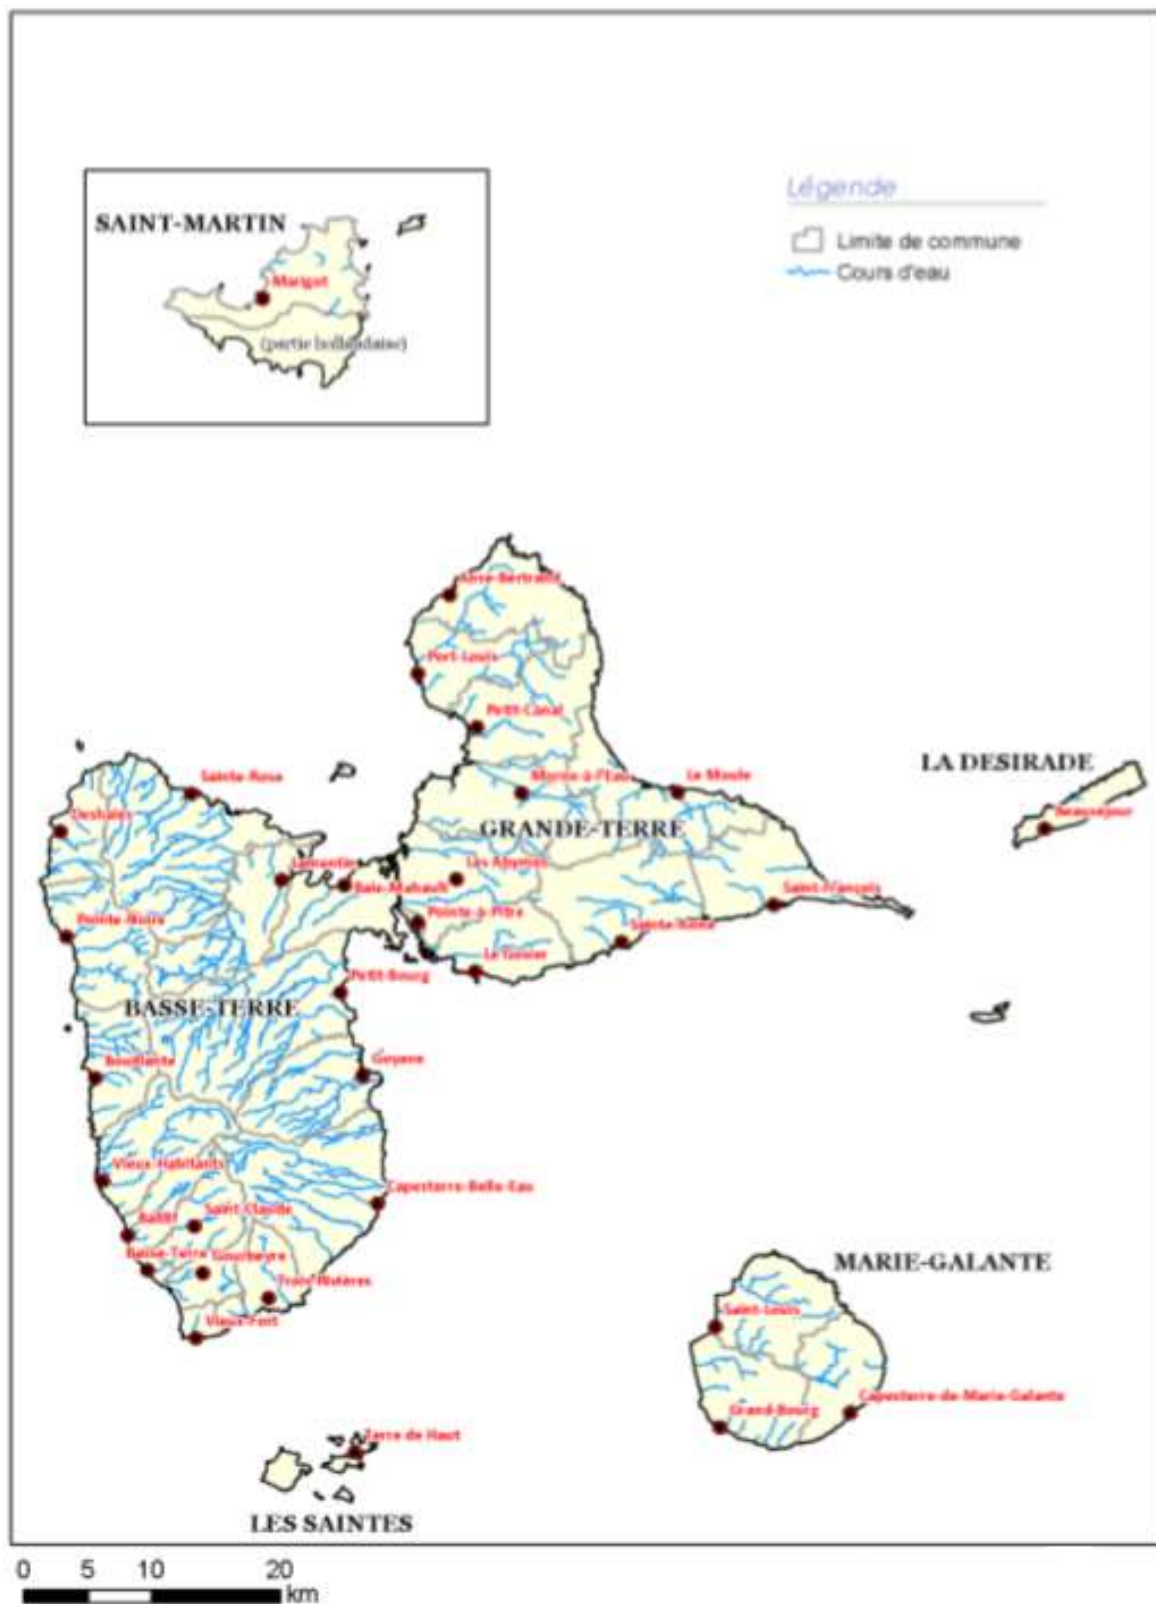 SAINT-MARTIN
Marigot
(partie hollandaise)
Légende
Limite de commune
Cours d'eau
Anse-Bertrand
Port-Louis
Petit-Canal
Morne-à-l'Eau
Le Moule
GRANDE-TERRE
Les Abymes
Pointe-à-Pitre
Le Gosier
Sainte-Anne
Saint-François
LA DESIRADE
Beausejour
Sainte-Rose
Deshaies
Lamentin
Baie-Mahault
Pointe-Noire
Petit-Bourg
BASSE-TERRE
Bouillante
Goyave
Vieux-Habitants
Capesterre-Belle-Eau
Baillif
Saint-Claude
Basse-Terre
Gourbeyre
Trois-Rivières
Vieux-Fort
MARIE-GALANTE
Saint-Louis
Grand-Bourg
Capesterre-de-Marie-Galante
Terre de Haut
LES SAINTES
0 5 10 20
km